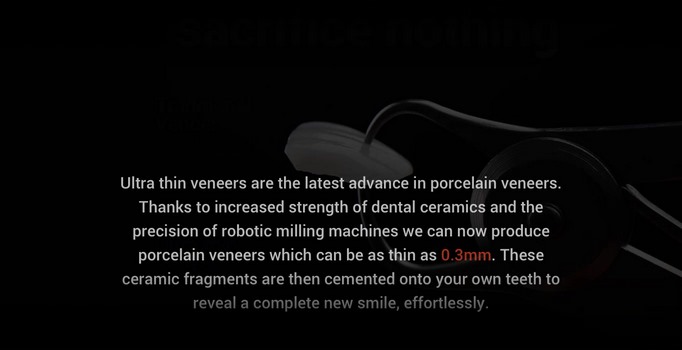 sacrifice nothing
Ultra thin veneers are the latest advance in porcelain veneers.
Thanks to increased strength of dental ceramics and the
precision of robotic milling machines we can now produce
porcelain veneers which can be as thin as 0.3mm. These
ceramic fragments are then cemented onto your own teeth to
reveal a complete new smile, effortlessly.